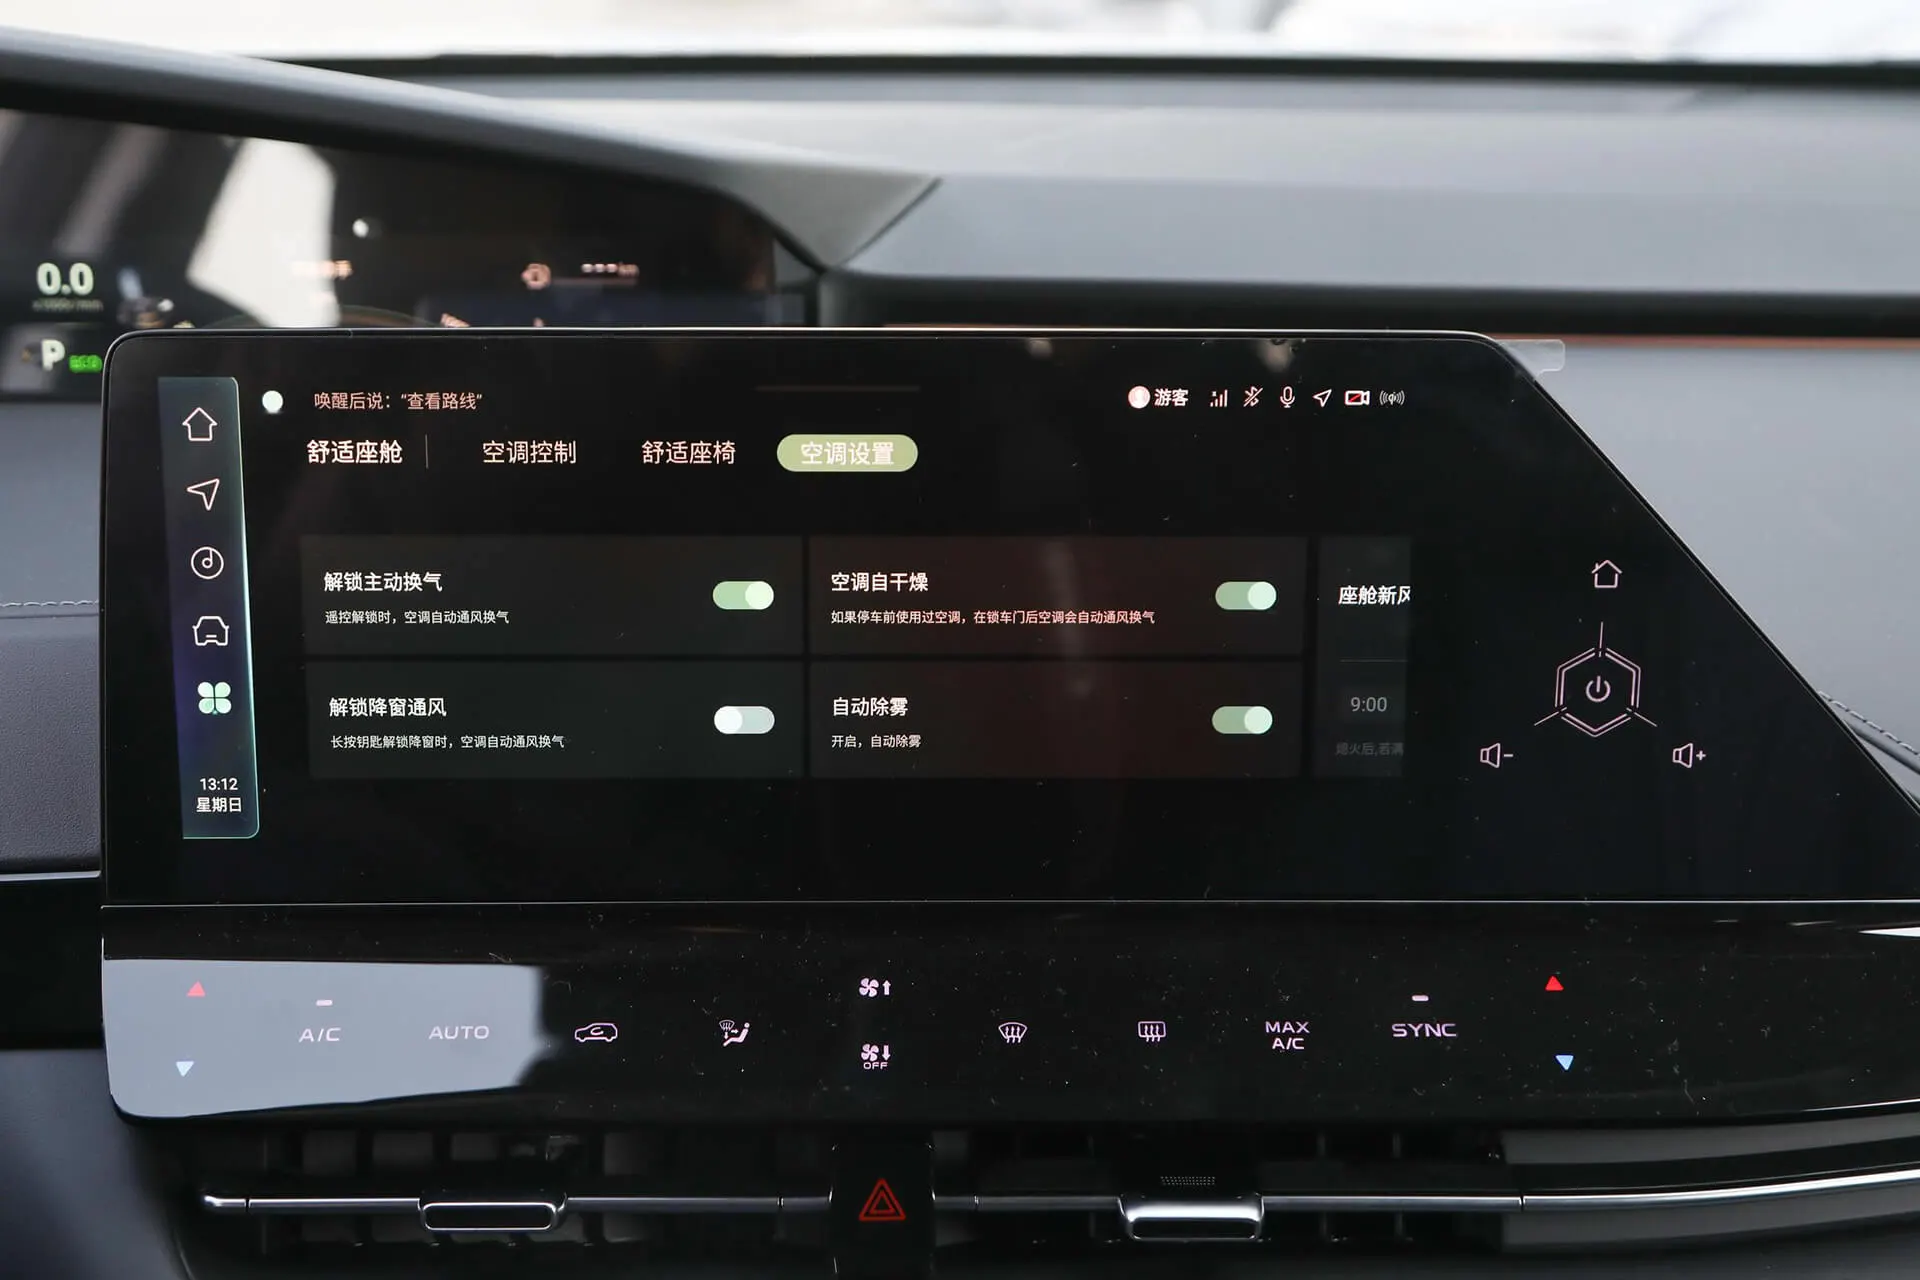 0.0
P
唤醒后说：“查看路线”
游客
舒适座舱
空调控制
舒适座椅
空调设置
解锁主动换气
遥控解锁时，空调自动通风换气
空调自干燥
如果停车前使用过空调，在锁车门后空调会自动通风换气
座舱新风
解锁降窗通风
长按钥匙解锁降窗时，空调自动通风换气
自动除雾
开启，自动除雾
9:00
熄火后,若满
13:12
星期日
A/C
AUTO
OFF
MAX
A/C
SYNC